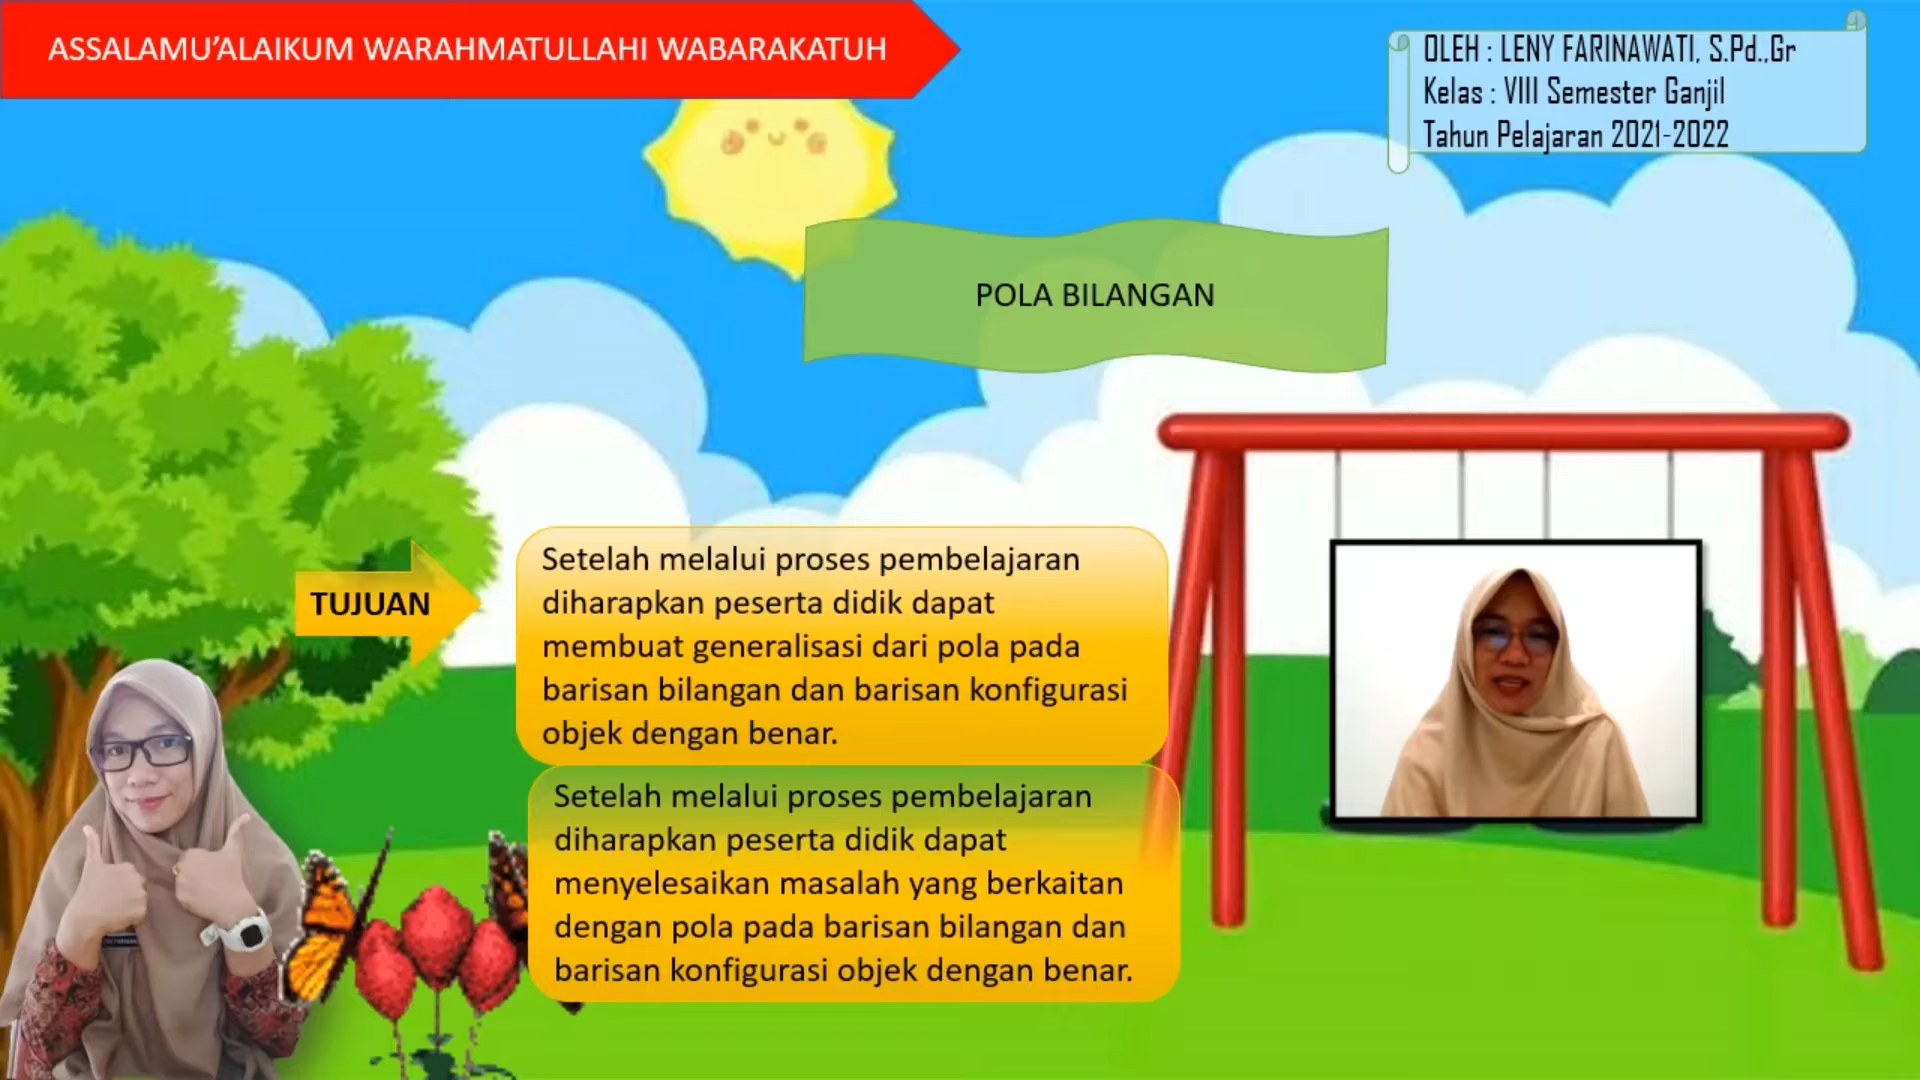 ASSALAMU’ALAIKUM WARAHMATULLAHI WABARAKATUH
OLEH : LENY FARINAWATI, S.Pd.,Gr
Kelas : VIII Semester Ganjil
Tahun Pelajaran 2021-2022
POLA BILANGAN
TUJUAN
Setelah melalui proses pembelajaran
diharapkan peserta didik dapat
membuat generalisasi dari pola pada
barisan bilangan dan barisan konfigurasi
objek dengan benar.
Setelah melalui proses pembelajaran
diharapkan peserta didik dapat
menyelesaikan masalah yang berkaitan
dengan pola pada barisan bilangan dan
barisan konfigurasi objek dengan benar.